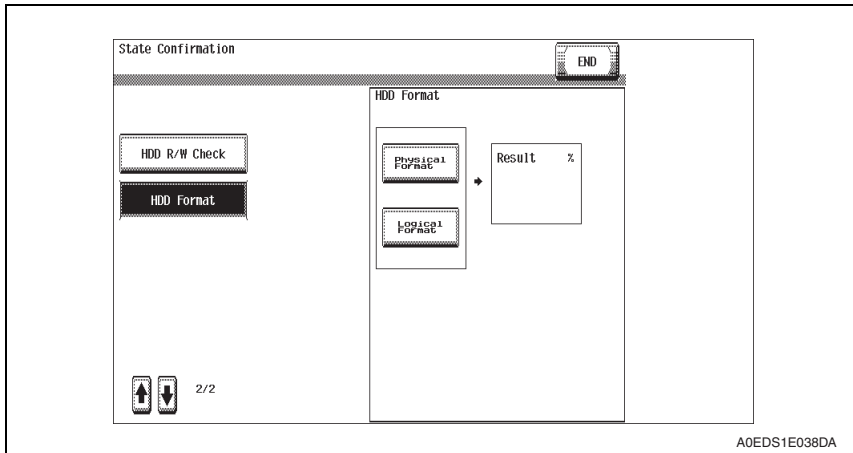 State Confirmation
END
HDD Format
HDD R/W Check
HDD Format
Physical
Format
Result %
Logical
Format
2/2
A0EDS1E038DA